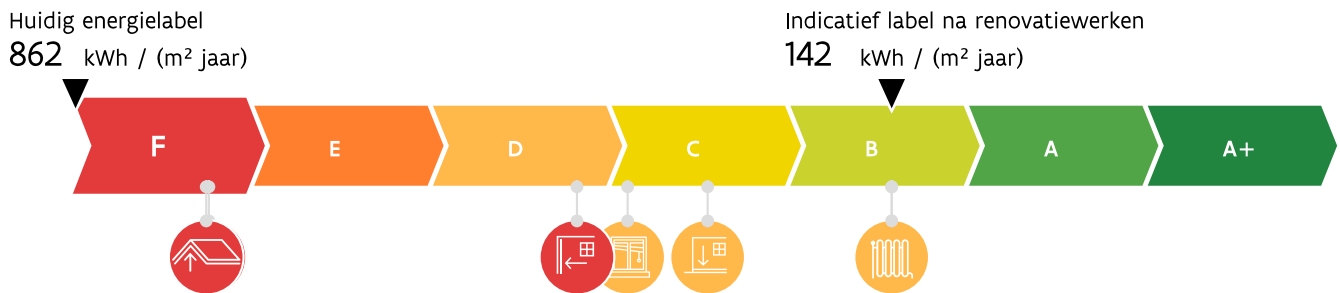 Huidig energielabel
862 kWh / (m² jaar)
Indicatief label na renovatiewerken
142 kWh / (m² jaar)
F E D C B A A+